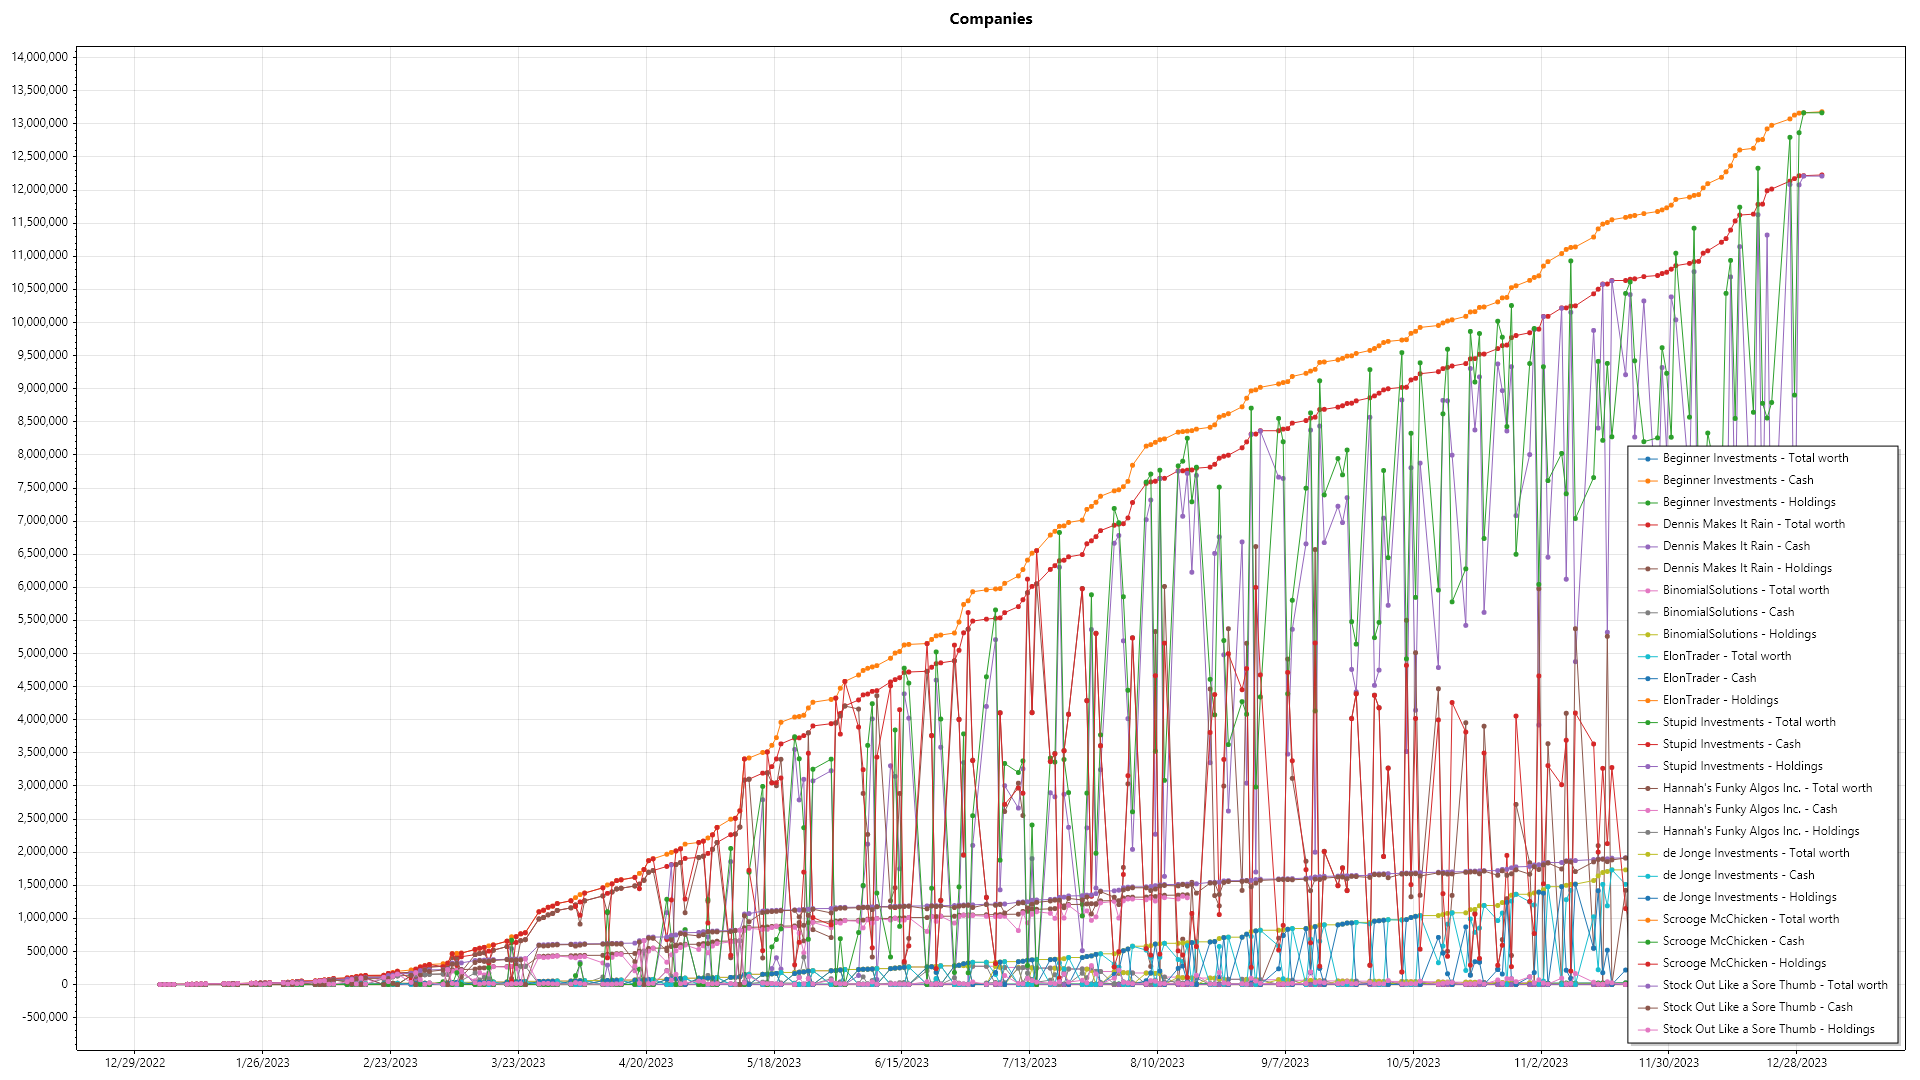 Companies
14,000,000
13,500,000
13,000,000
12,500,000
12,000,000
11,500,000
11,000,000
10,500,000
10,000,000
9,500,000
9,000,000
8,500,000
8,000,000
7,500,000
7,000,000
6,500,000
6,000,000
5,500,000
5,000,000
4,500,000
4,000,000
3,500,000
3,000,000
2,500,000
2,000,000
1,500,000
1,000,000
500,000
0
-500,000
Beginner Investments - Total worth
Beginner Investments - Cash
Beginner Investments - Holdings
Dennis Makes It Rain - Total worth
Dennis Makes It Rain - Cash
Dennis Makes It Rain - Holdings
BinomialSolutions - Total worth
BinomialSolutions - Cash
BinomialSolutions - Holdings
ElonTrader - Total worth
ElonTrader - Cash
ElonTrader - Holdings
Stupid Investments - Total worth
Stupid Investments - Cash
Stupid Investments - Holdings
Hannah's Funky Algos Inc. - Total worth
Hannah's Funky Algos Inc. - Cash
Hannah's Funky Algos Inc. - Holdings
de Jonge Investments - Total worth
de Jonge Investments - Cash
de Jonge Investments - Holdings
Scrooge McChicken - Total worth
Scrooge McChicken - Cash
Scrooge McChicken - Holdings
Stock Out Like a Sore Thumb - Total worth
Stock Out Like a Sore Thumb - Cash
Stock Out Like a Sore Thumb - Holdings
12/29/2022 1/26/2023 2/23/2023 3/23/2023 4/20/2023 5/18/2023 6/15/2023 7/13/2023 8/10/2023 9/7/2023 10/5/2023 11/2/2023 11/30/2023 12/28/2023